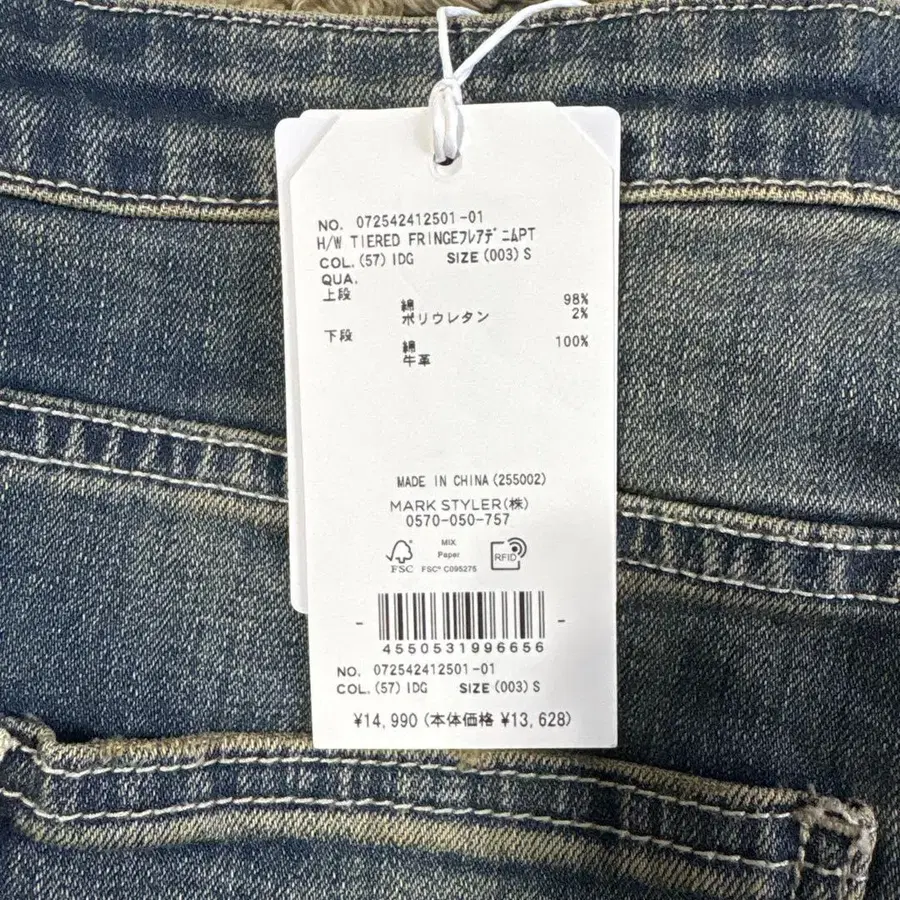 NO. 072542412501-01
H/W TIERED FRINGEフレアデニムPT
COL.(57)IDG SIZE(003)S
QUA.
上段 綿 98%
ポリウレタン 2%
下段 綿 100%
牛革
MADE IN CHINA(255002)
MARK STYLER(株)
0570-050-757
FSC
MIX
Paper
FSC® C095275
RFID
4550531996656
NO. 072542412501-01
COL.(57)IDG SIZE(003)S
¥14,990(本体価格 ¥13,628)